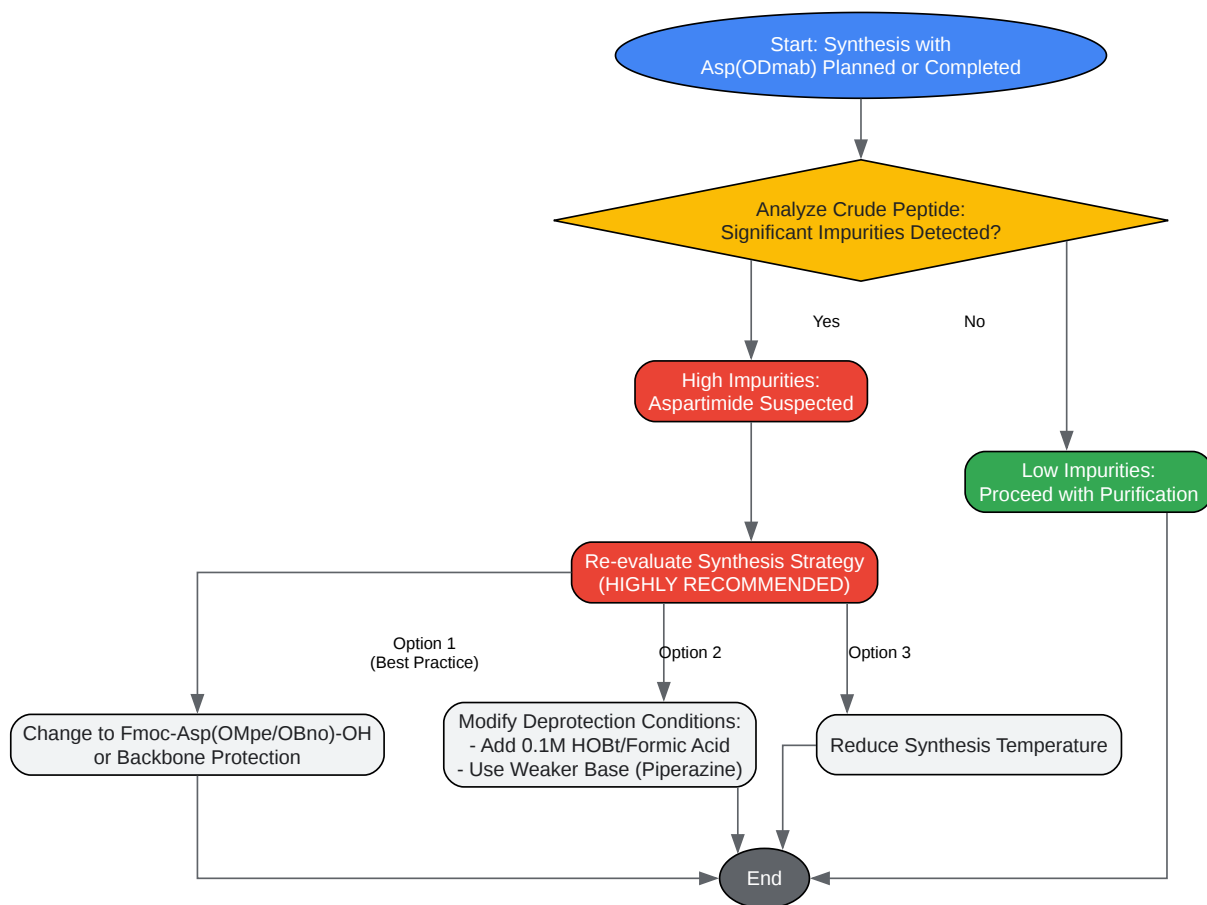 Start: Synthesis with
Asp(ODmab) Planned or Completed
Analyze Crude Peptide:
Significant Impurities Detected?
Yes
No
High Impurities:
Aspartimide Suspected
Low Impurities:
Proceed with Purification
Re-evaluate Synthesis Strategy
(HIGHLY RECOMMENDED)
Option 1
(Best Practice)
Option 2
Option 3
Change to Fmoc-Asp(OMpe/OBno)-OH
or Backbone Protection
Modify Deprotection Conditions:
- Add 0.1M HOBt/Formic Acid
- Use Weaker Base (Piperazine)
Reduce Synthesis Temperature
End